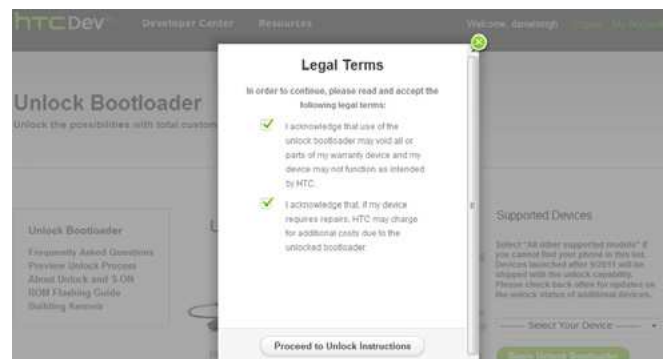 hTCDev Developer Center Resources Welcome,
Legal Terms
In order to continue, please read and accept the
following legal terms:
I acknowledge that use of the
unlock bootloader may void all or
parts of my warranty device and my
device may not function as intended
by HTC.
I acknowledge that, if my device
requires repairs, HTC may charge
for additional costs due to the
unlocked bootloader
Proceed to Unlock Instructions
Unlock Bootloader
Unlock the possibilities with total
Unlock Bootloader
Frequently Asked Questions
Preview Unlock Process
About Unlock and S-ON
ROM Flashing Guide
Building Kernels
Supported Devices
Select "All other supported models" if
you cannot find your phone in this list.
Devices launched after 9/2011 will be
shipped with the unlock capability.
Please check back often for updates on
the unlock status of additional devices.
Select Your Device